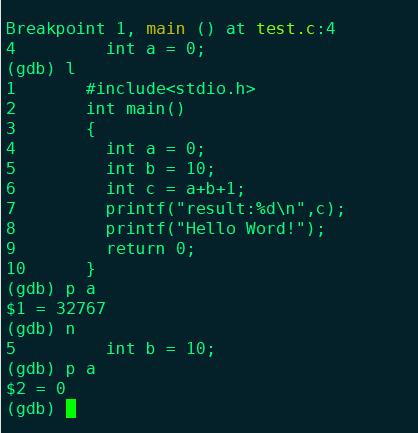 Breakpoint 1, main () at test.c:4
4         int a = 0;
(gdb) l
1       #include<stdio.h>
2       int main()
3       {
4         int a = 0;
5         int b = 10;
6         int c = a+b+1;
7         printf("result:%d\n",c);
8         printf("Hello Word!");
9         return 0;
10      }
(gdb) p a
$1 = 32767
(gdb) n
5         int b = 10;
(gdb) p a
$2 = 0
(gdb)